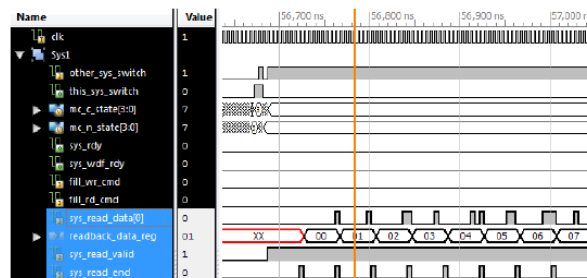 Name Value 56,700 ns 56,800 ns 56,900 ns 57,000
clk 1
Sys1
other_sys_switch 1
this_sys_switch 0
mc_c_state[3:0] 7
mc_n_state[3:0] 7
sys_rdy 0
sys_wdf_rdy 0
fill_wr_cmd 0
fill_rd_cmd 0
sys_read_data[0] 0
readback_data_reg 01 XX 00 01 02 03 04 05 06 07
sys_read_valid 1
sys_read_end 0